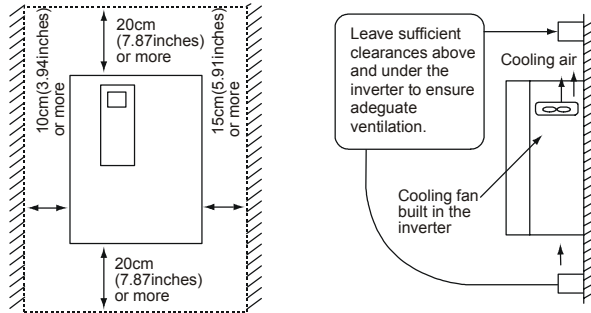 20cm
(7.87inches)
or more
10cm(3.94inches)
or more
15cm(5.91inches)
or more
20cm
(7.87inches)
or more
Leave sufficient
clearances above
and under the
inverter to ensure
adeguate
ventilation.
Cooling air
Cooling fan
built in the
inverter